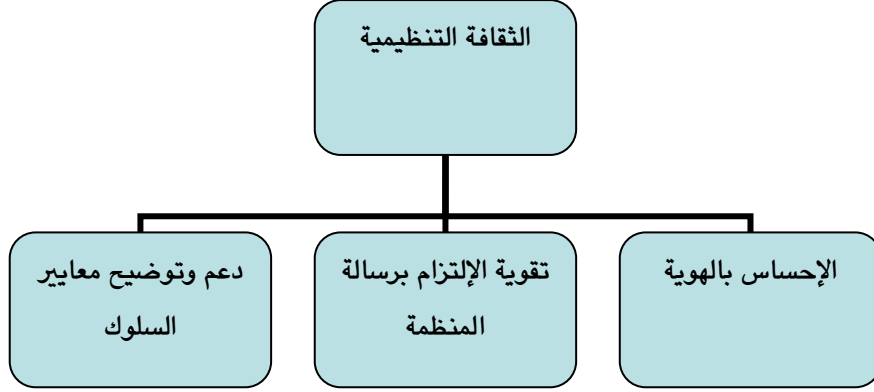 الثقافة التنظيمية
الإحساس بالهوية
تقوية الإلتزام برسالة
المنظمة
دعم وتوضيح معايير
السلوك